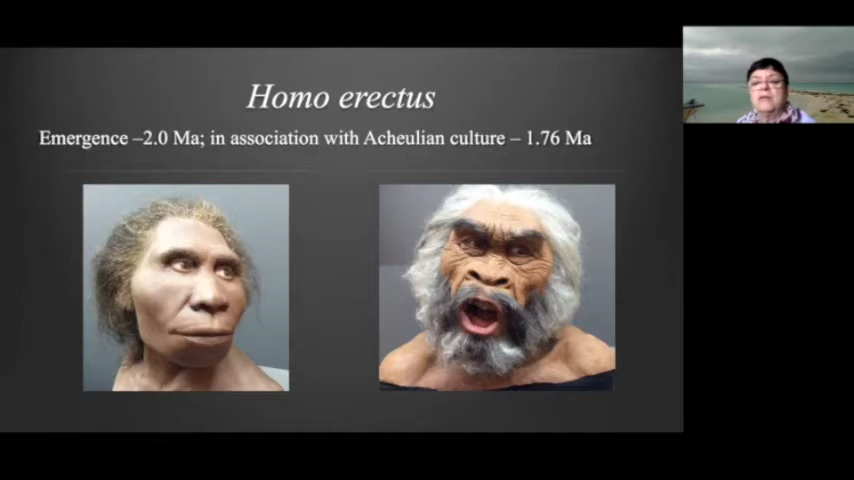 Homo erectus
Emergence –2.0 Ma; in association with Acheulian culture – 1.76 Ma